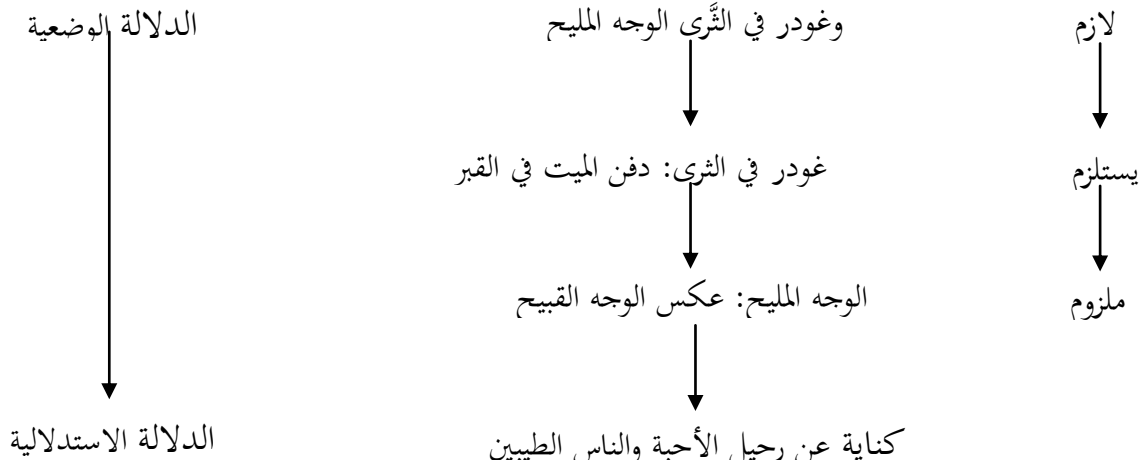 لازم وغودر في الثَّرى الوجه المليح الدلالة الوضعية
يستلزم غودر في الثرى: دفن الميت في القبر
ملزوم الوجه المليح: عكس الوجه القبيح
كناية عن رحيل الأحبة والناس الطيبين الدلالة الاستدلالية